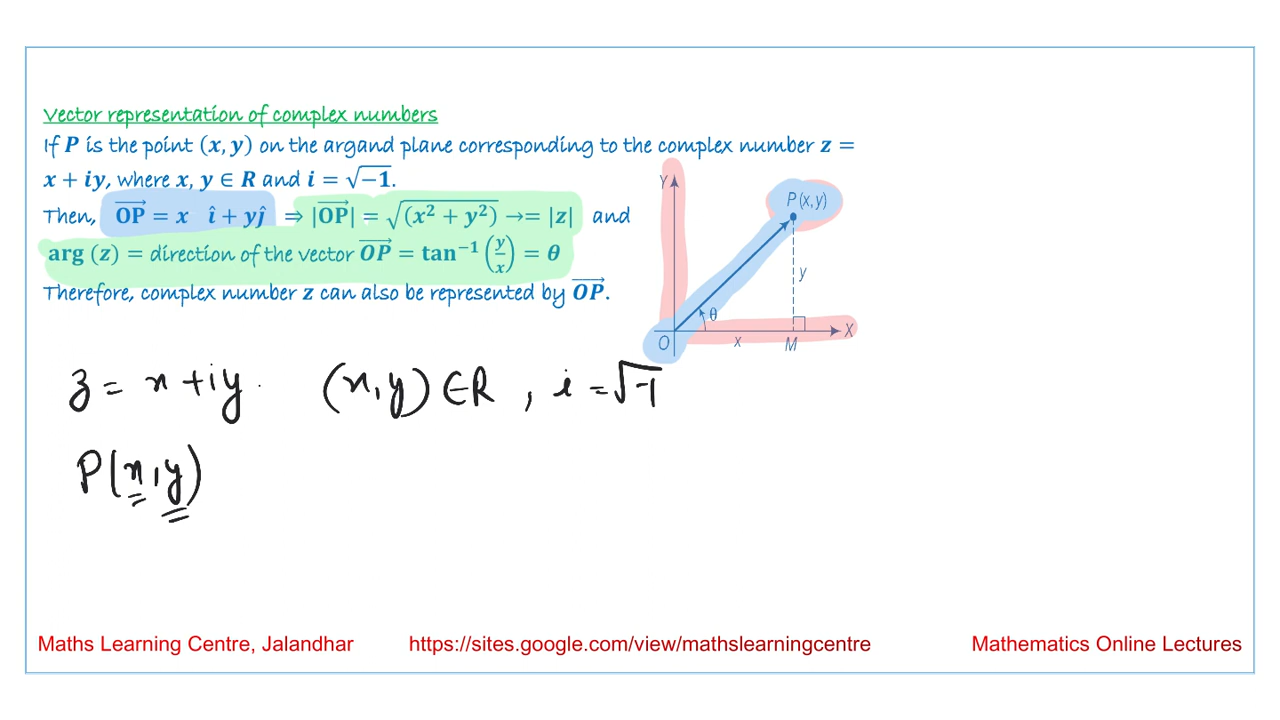 Vector representation of complex numbers
If P is the point (x, y) on the argand plane corresponding to the complex number z =
x + iy, where x, y ∈ R and i = √−1.
Then, OP⃗ = x î + yĵ ⇒ |OP⃗| = √(x² + y²) →= |z| and
arg (z) = direction of the vector OP⃗ = tan⁻¹ (y/x) = θ
Therefore, complex number z can also be represented by OP⃗.
Y
P(x, y)
y
θ
O
x
M
X
z = x + iy. (x, y) ∈ R , i = √-1
P(x, y)
Maths Learning Centre, Jalandhar https://sites.google.com/view/mathslearningcentre Mathematics Online Lectures